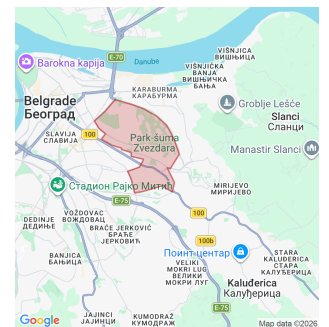 E-70
Danube
VIŠNJICA
ВИШЊИЦА
Barokna kapija
VIŠNJIČKA
BANJA
ВИШЊИЧКА
БАЊА
KARABURMA
КАРАБУРМА
Belgrade
Београд
Groblje Lešće
Slanci
Сланци
SLAVIJA
СЛАВИЈА
100
Park-šuma
Zvezdara
Manastir Slanci
Стадион Рајко Митић
MIRIJEVO
МИРИЈЕВО
E-75
VOŽDOVAC
ВОЖДОВАЦ
100
DEDINJE
ДЕДИЊЕ
BRAĆE JERKOVIĆ
БРАЋЕ
ЈЕРКОВИЋ
100b
Поинт центар
STARA
KALUĐERICA
СТАРА
КАЛУЂЕРИЦА
BANJICA
БАЊИЦА
VELIKI
MOKRI LUG
ВЕЛИКИ
МОКРИ ЛУГ
E-75
Kaluđerica
Калуђерица
JAJINCI
ЈАЈИНЦИ
KUMODRAŽ
КУМОДРАЖ
Google
Map data ©2026